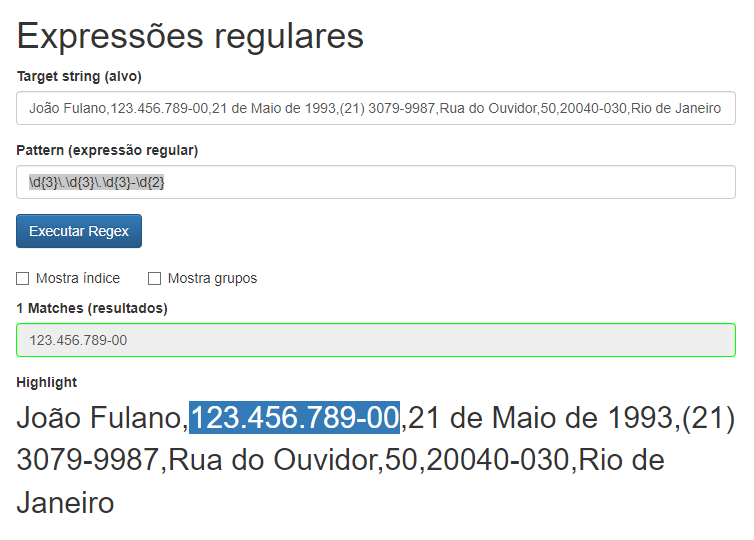 Expressões regulares
Target string (alvo)
João Fulano,123.456.789-00,21 de Maio de 1993,(21) 3079-9987,Rua do Ouvidor,50,20040-030,Rio de Janeiro
Pattern (expressão regular)
\d{3}\.\d{3}\.\d{3}-\d{2}
Executar Regex
Mostra índice Mostra grupos
1 Matches (resultados)
123.456.789-00
Highlight
João Fulano,123.456.789-00,21 de Maio de 1993,(21)
3079-9987,Rua do Ouvidor,50,20040-030,Rio de
Janeiro